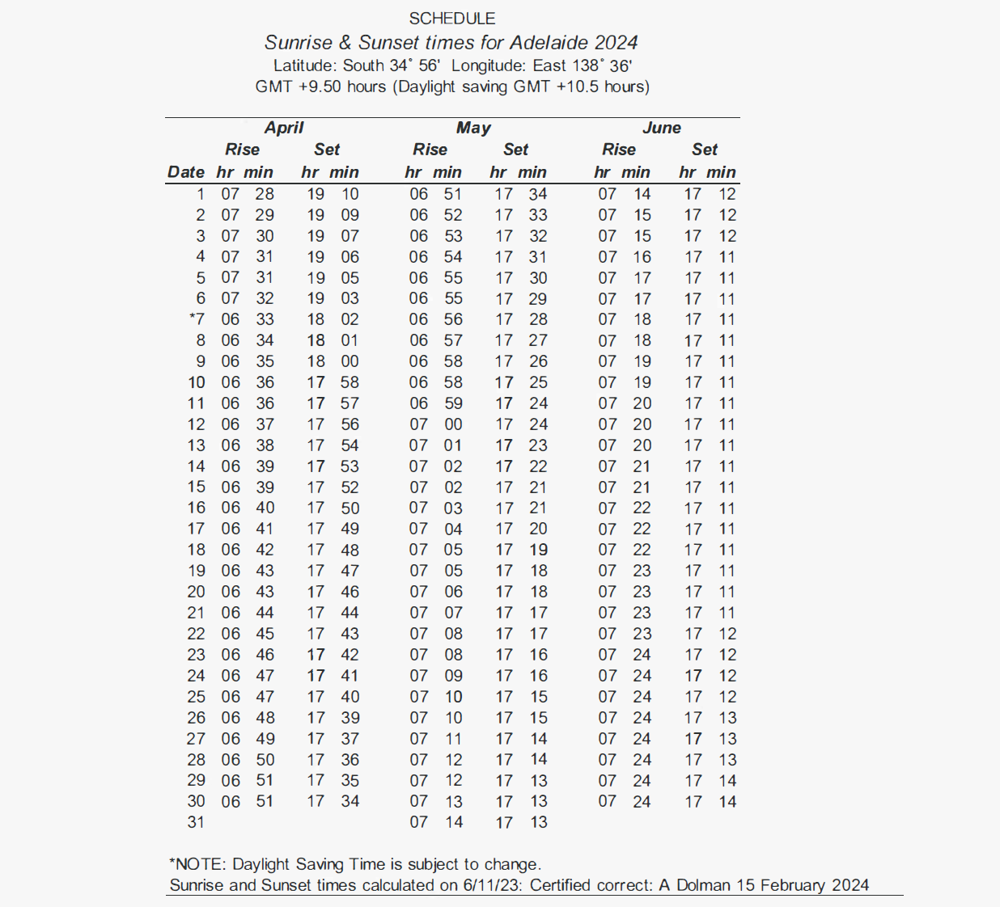 SCHEDULE
Sunrise & Sunset times for Adelaide 2024
Latitude: South 34° 56' Longitude: East 138° 36'
GMT +9.50 hours (Daylight saving GMT +10.5 hours)
April May June
Rise Set Rise Set Rise Set
Date hr min hr min hr min hr min hr min hr min
1 07 28 19 10 06 51 17 34 07 14 17 12
2 07 29 19 09 06 52 17 33 07 15 17 12
3 07 30 19 07 06 53 17 32 07 15 17 12
4 07 31 19 06 06 54 17 31 07 16 17 11
5 07 31 19 05 06 55 17 30 07 17 17 11
6 07 32 19 03 06 55 17 29 07 17 17 11
*7 06 33 18 02 06 56 17 28 07 18 17 11
8 06 34 18 01 06 57 17 27 07 18 17 11
9 06 35 18 00 06 58 17 26 07 19 17 11
10 06 36 17 58 06 58 17 25 07 19 17 11
11 06 36 17 57 06 59 17 24 07 20 17 11
12 06 37 17 56 07 00 17 24 07 20 17 11
13 06 38 17 54 07 01 17 23 07 20 17 11
14 06 39 17 53 07 02 17 22 07 21 17 11
15 06 39 17 52 07 02 17 21 07 21 17 11
16 06 40 17 50 07 03 17 21 07 22 17 11
17 06 41 17 49 07 04 17 20 07 22 17 11
18 06 42 17 48 07 05 17 19 07 22 17 11
19 06 43 17 47 07 05 17 18 07 23 17 11
20 06 43 17 46 07 06 17 18 07 23 17 11
21 06 44 17 44 07 07 17 17 07 23 17 11
22 06 45 17 43 07 08 17 17 07 23 17 12
23 06 46 17 42 07 08 17 16 07 24 17 12
24 06 47 17 41 07 09 17 16 07 24 17 12
25 06 47 17 40 07 10 17 15 07 24 17 12
26 06 48 17 39 07 10 17 15 07 24 17 13
27 06 49 17 37 07 11 17 14 07 24 17 13
28 06 50 17 36 07 12 17 14 07 24 17 13
29 06 51 17 35 07 12 17 13 07 24 17 14
30 06 51 17 34 07 13 17 13 07 24 17 14
31 07 14 17 13
*NOTE: Daylight Saving Time is subject to change.
Sunrise and Sunset times calculated on 6/11/23: Certified correct: A Dolman 15 February 2024